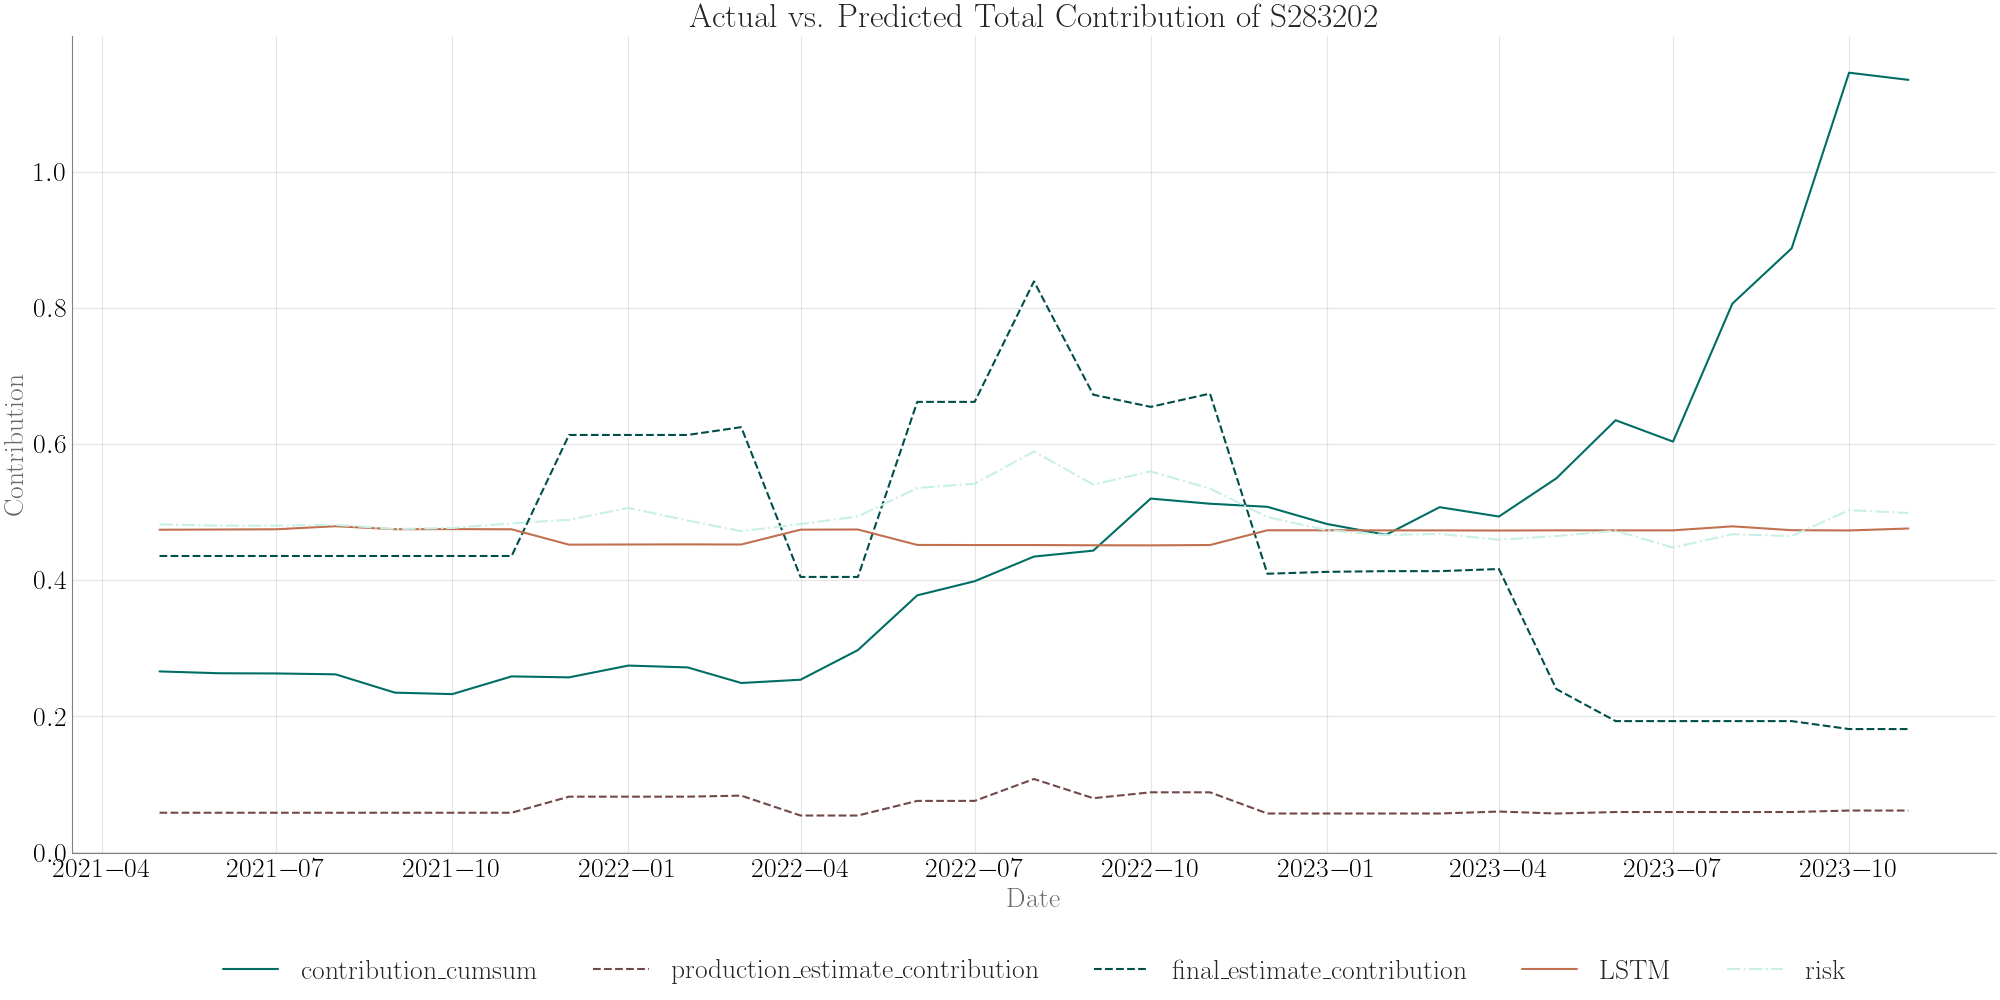 Actual vs. Predicted Total Contribution of S283202
Contribution
1.0
0.8
0.6
0.4
0.2
0.0
2021−04 2021−07 2021−10 2022−01 2022−04 2022−07 2022−10 2023−01 2023−04 2023−07 2023−10
Date
contribution_cumsum production_estimate_contribution final_estimate_contribution LSTM risk